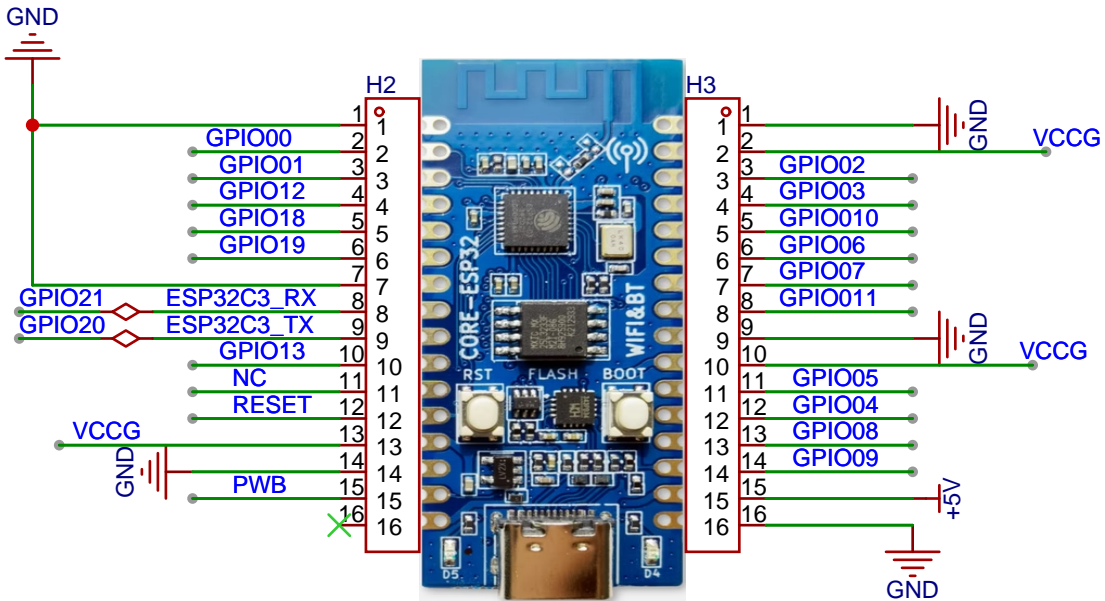 GND
H2
H3
1 1
GPIO00 2 2
GPIO01 3 3
GPIO12 4 4
GPIO18 5 5
GPIO19 6 6
7 7
GPIO21 ESP32C3_RX 8 8
GPIO20 ESP32C3_TX 9 9
GPIO13 10 10
NC 11 11
RESET 12 12
VCCG 13 13
GND 14 14
PWB 15 15
16 16
CORE-ESP32
WIFI&BT
RST FLASH BOOT
D5 D4
1 1 GND
2 2 VCCG
3 3 GPIO02
4 4 GPIO03
5 5 GPIO010
6 6 GPIO06
7 7 GPIO07
8 8 GPIO011
9 9 GND
10 10 VCCG
11 11 GPIO05
12 12 GPIO04
13 13 GPIO08
14 14 GPIO09
15 15 +5V
16 16
GND